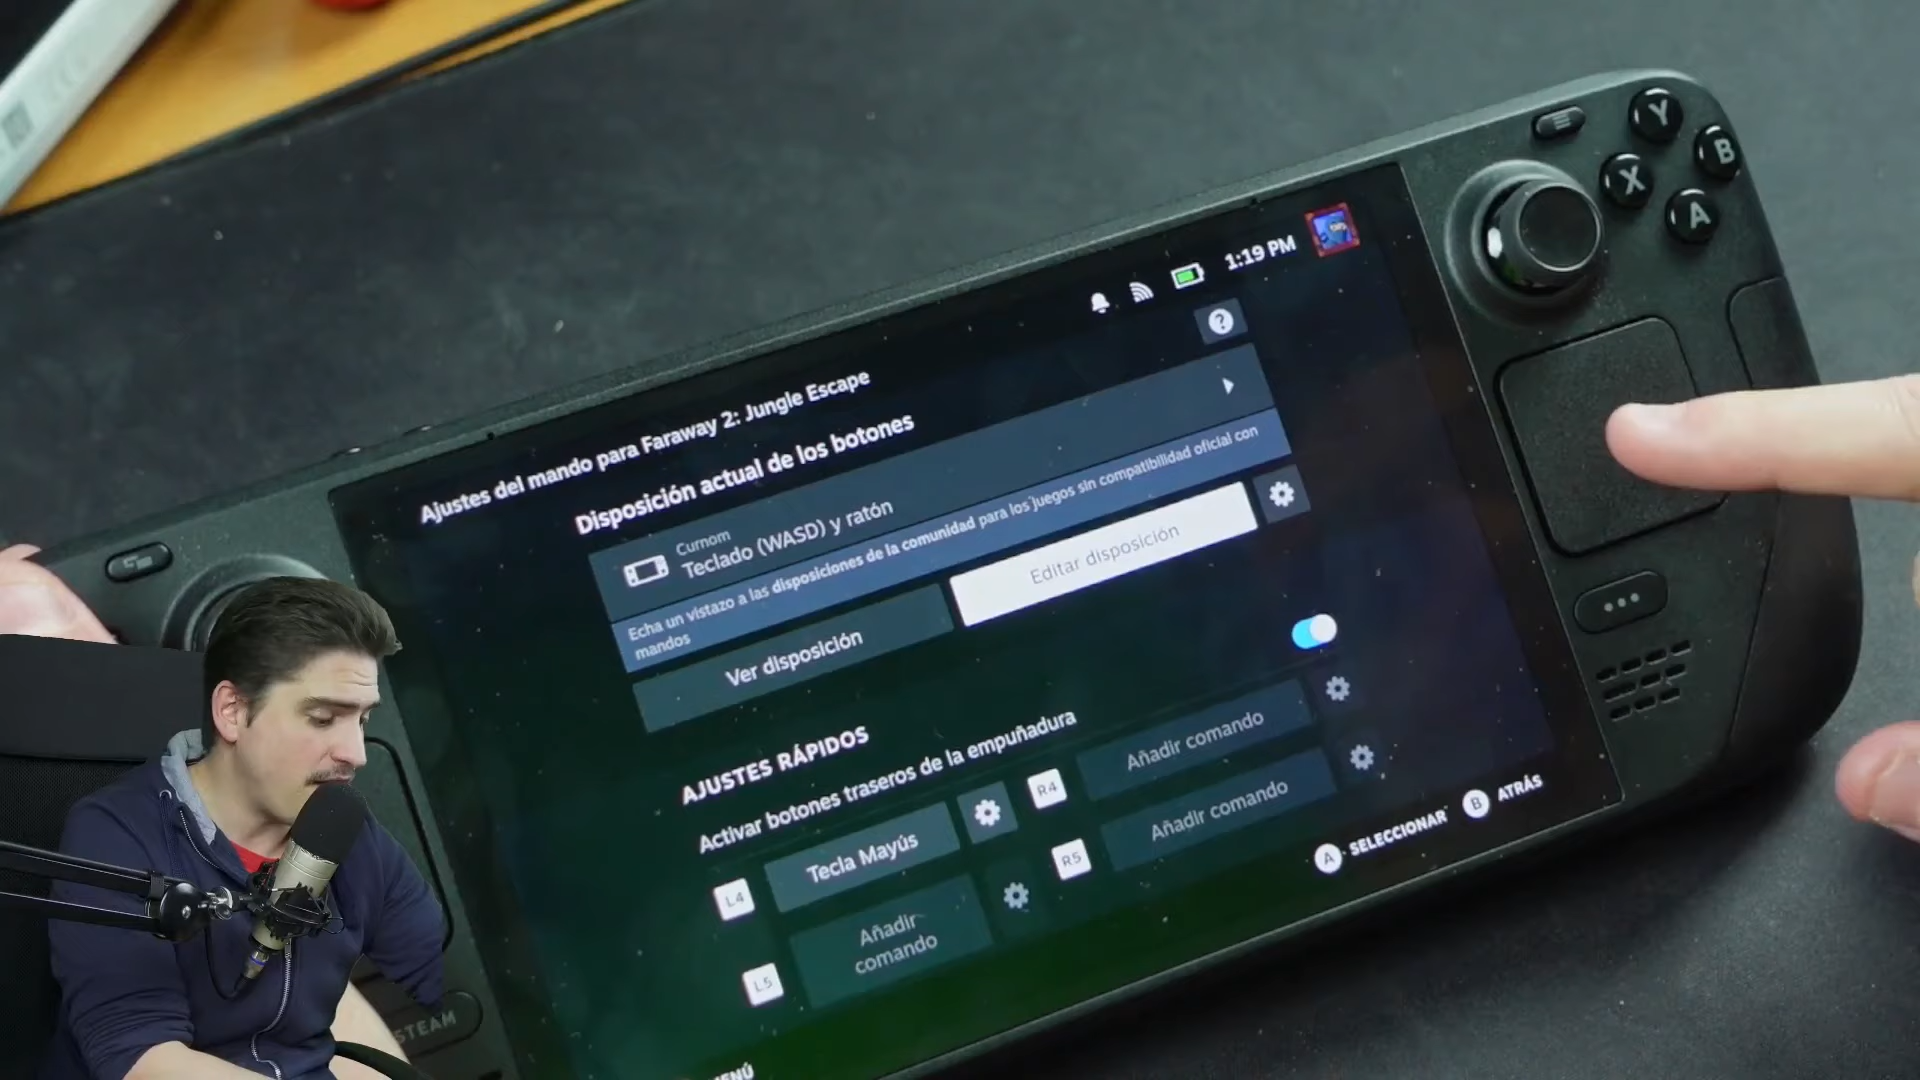 Y
B
X
A
1:19 PM
?
Ajustes del mando para Faraway 2: Jungle Escape
Disposición actual de los botones
Curnom
Teclado (WASD) y ratón
Echa un vistazo a las disposiciones de la comunidad para los juegos sin compatibilidad oficial con
mandos
Ver disposición
Editar disposición
AJUSTES RÁPIDOS
Activar botones traseros de la empuñadura
L4
Tecla Mayús
R4
Añadir comando
L5
Añadir
comando
R5
Añadir comando
A SELECCIONAR
B ATRÁS
STEAM